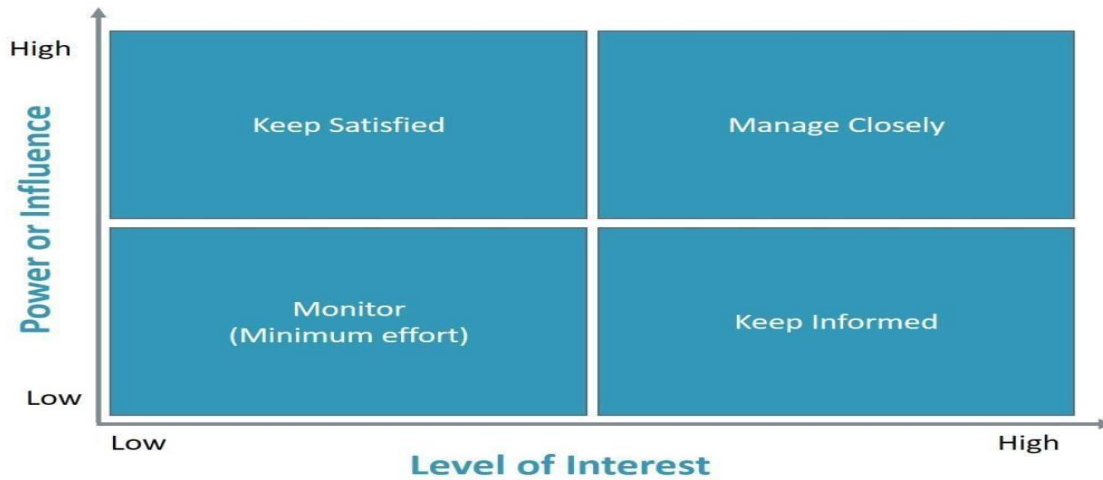 High
Keep Satisfied
Manage Closely
Power or Influence
Monitor
(Minimum effort)
Keep Informed
Low
Low
High
Level of Interest